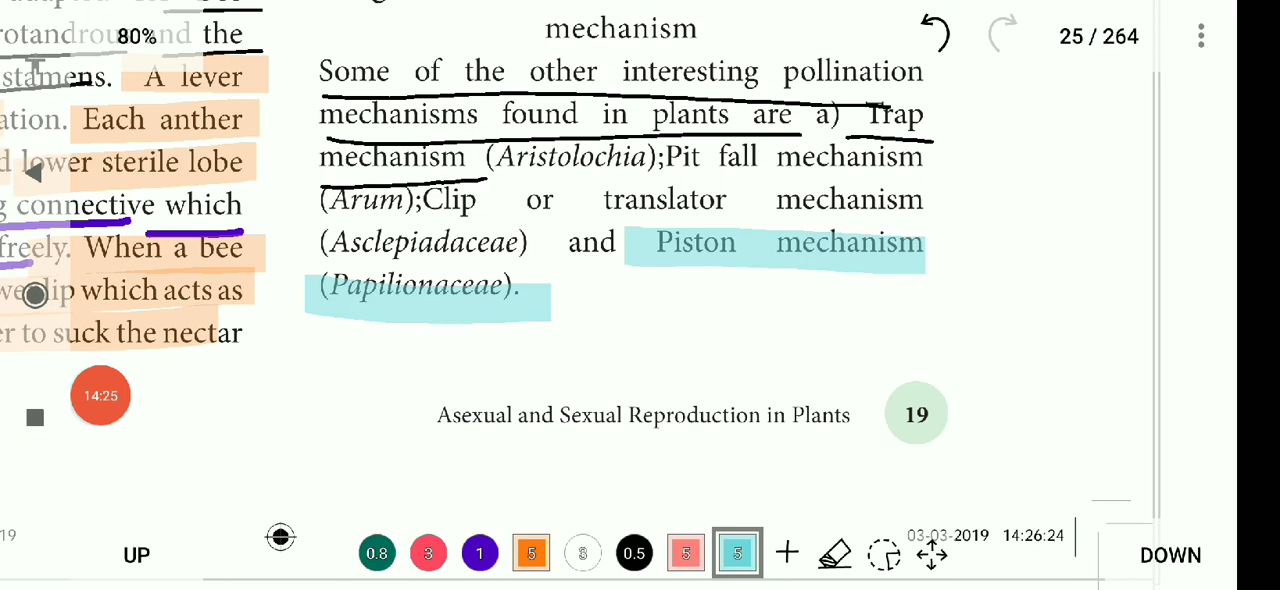 80%
the
stamens. A lever
ation. Each anther
lower sterile lobe
g connective which
freely. When a bee
lip which acts as
er to suck the nectar
14:25
mechanism
Some of the other interesting pollination
mechanisms found in plants are a) Trap
mechanism (Aristolochia);Pit fall mechanism
(Arum);Clip or translator mechanism
(Asclepiadaceae) and Piston mechanism
(Papilionaceae).
25 / 264
Asexual and Sexual Reproduction in Plants 19
19
03-03-2019 14:26:24
UP
0.8 3 1 5 3 0.5 5 5
DOWN